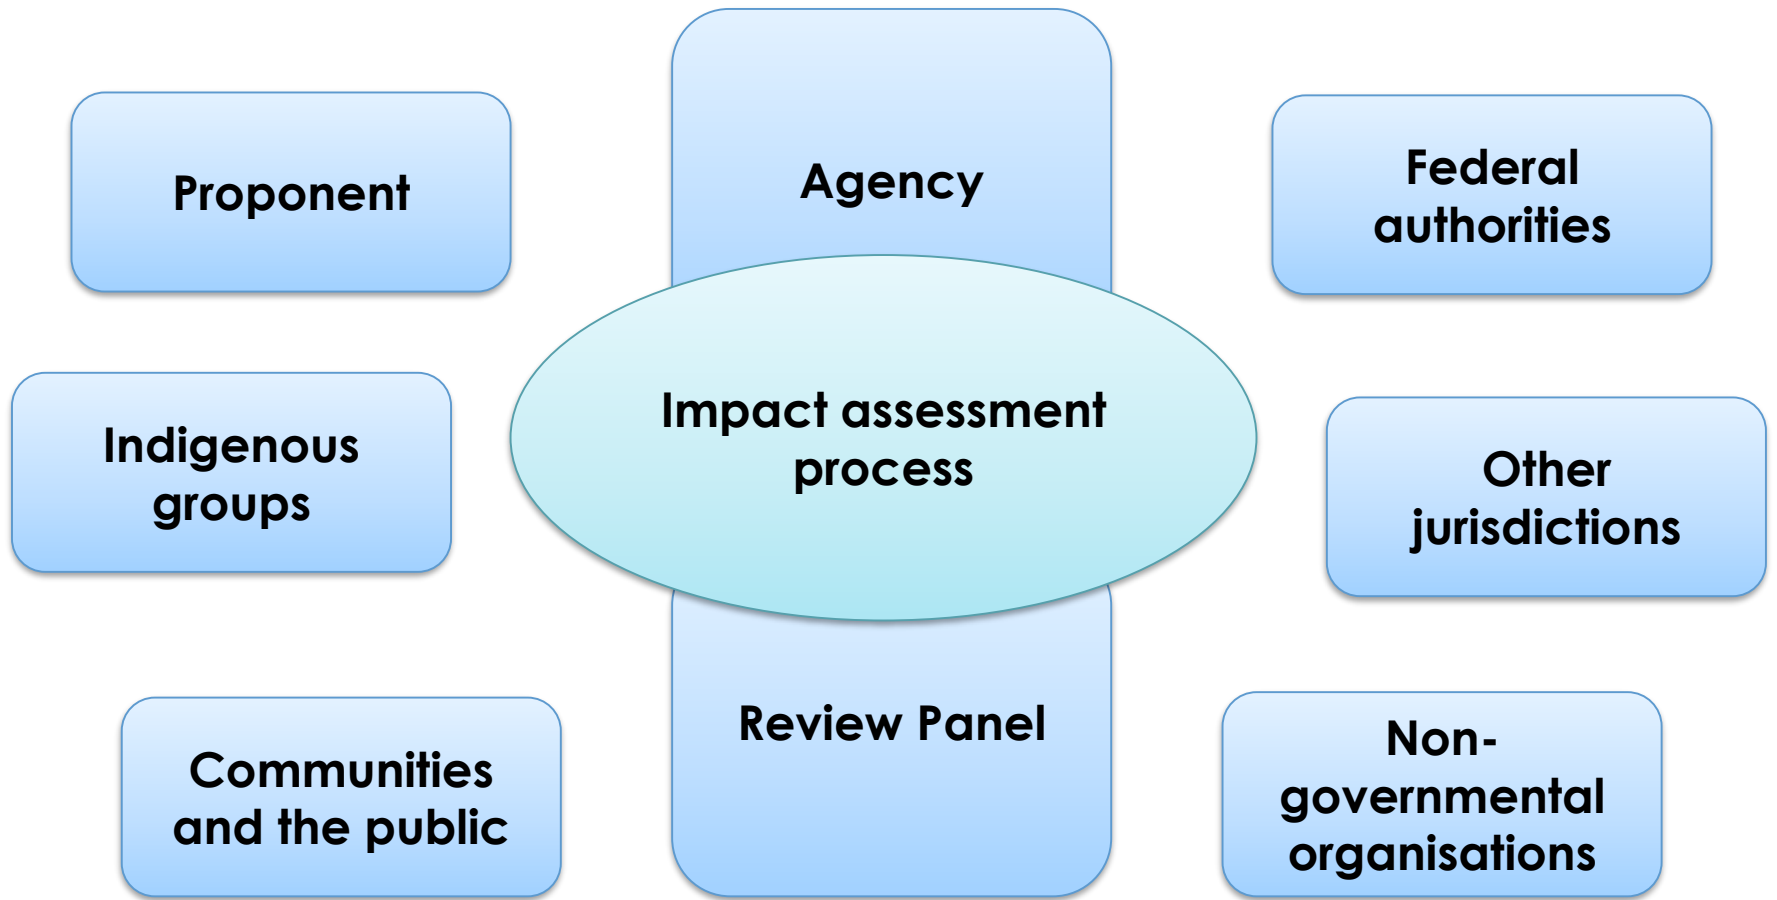 Proponent
Agency
Federal
authorities
Indigenous
groups
Impact assessment
process
Other
jurisdictions
Communities
and the public
Review Panel
Non-
governmental
organisations